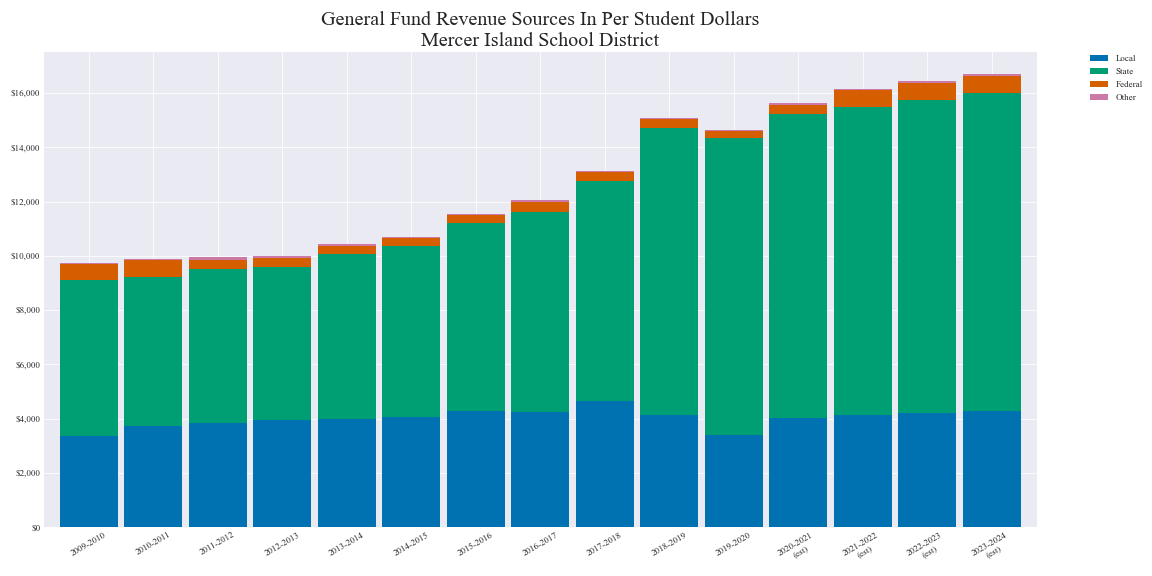 General Fund Revenue Sources In Per Student Dollars
Mercer Island School District
Local
State
Federal
Other
$16,000
$14,000
$12,000
$10,000
$8,000
$6,000
$4,000
$2,000
$0
2009-2010
2010-2011
2011-2012
2012-2013
2013-2014
2014-2015
2015-2016
2016-2017
2017-2018
2018-2019
2019-2020
2020-2021
(est)
2021-2022
(est)
2022-2023
(est)
2023-2024
(est)